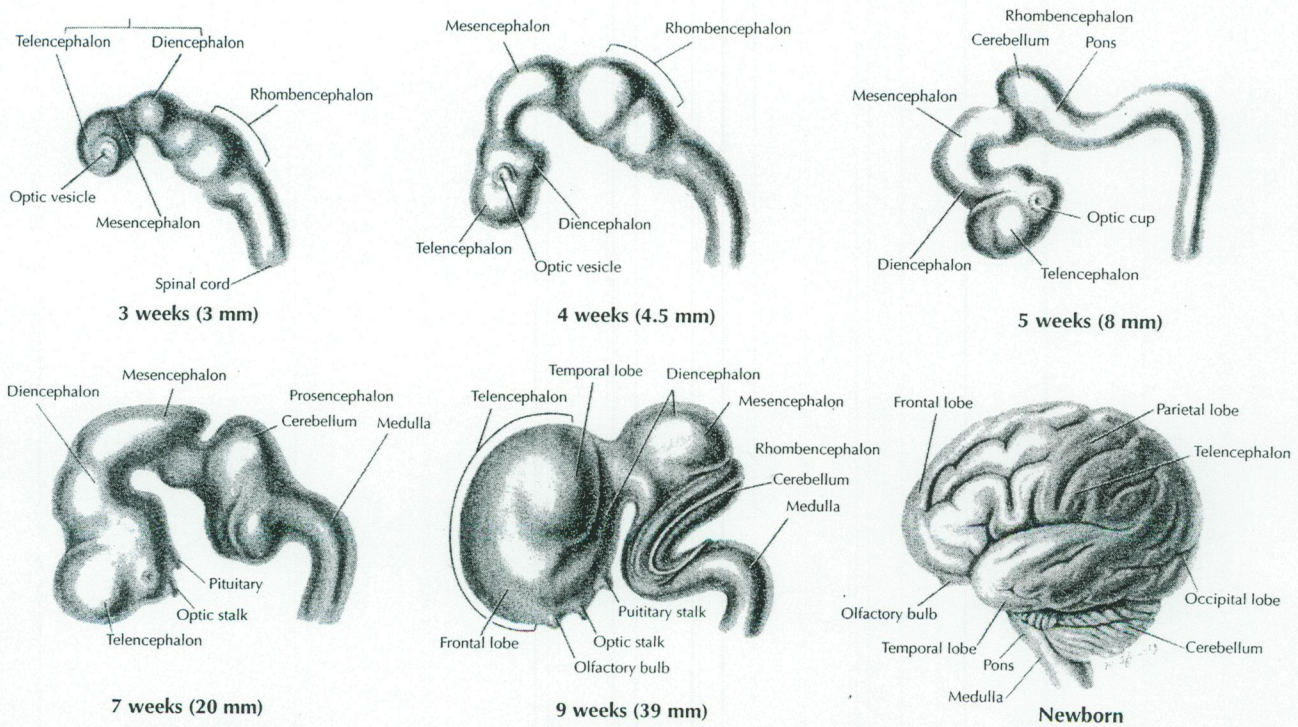 Telencephalon
Diencephalon
Rhombencephalon
Optic vesicle
Mesencephalon
Spinal cord
3 weeks (3 mm)
Mesencephalon
Rhombencephalon
Diencephalon
Telencephalon
Optic vesicle
4 weeks (4.5 mm)
Rhombencephalon
Cerebellum
Pons
Mesencephalon
Optic cup
Diencephalon
Telencephalon
5 weeks (8 mm)
Mesencephalon
Diencephalon
Prosencephalon
Cerebellum
Medulla
Pituitary
Optic stalk
Telencephalon
7 weeks (20 mm)
Temporal lobe
Diencephalon
Telencephalon
Mesencephalon
Rhombencephalon
Cerebellum
Medulla
Puititary stalk
Frontal lobe
Optic stalk
Olfactory bulb
9 weeks (39 mm)
Frontal lobe
Parietal lobe
Telencephalon
Occipital lobe
Olfactory bulb
Temporal lobe
Cerebellum
Pons
Medulla
Newborn